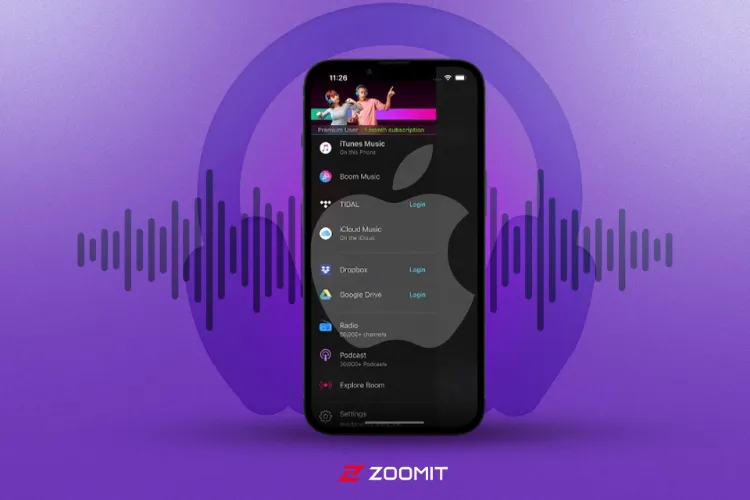 11:26
Premium User 1 month subscription
iTunes Music
On this Phone
Boom Music
TIDAL Login
iCloud Music
On the iCloud
Dropbox Login
Google Drive Login
Radio
50,000+ channels
Podcast
30,000+ Podcasts
Explore Boom
Settings
ZOOMIT